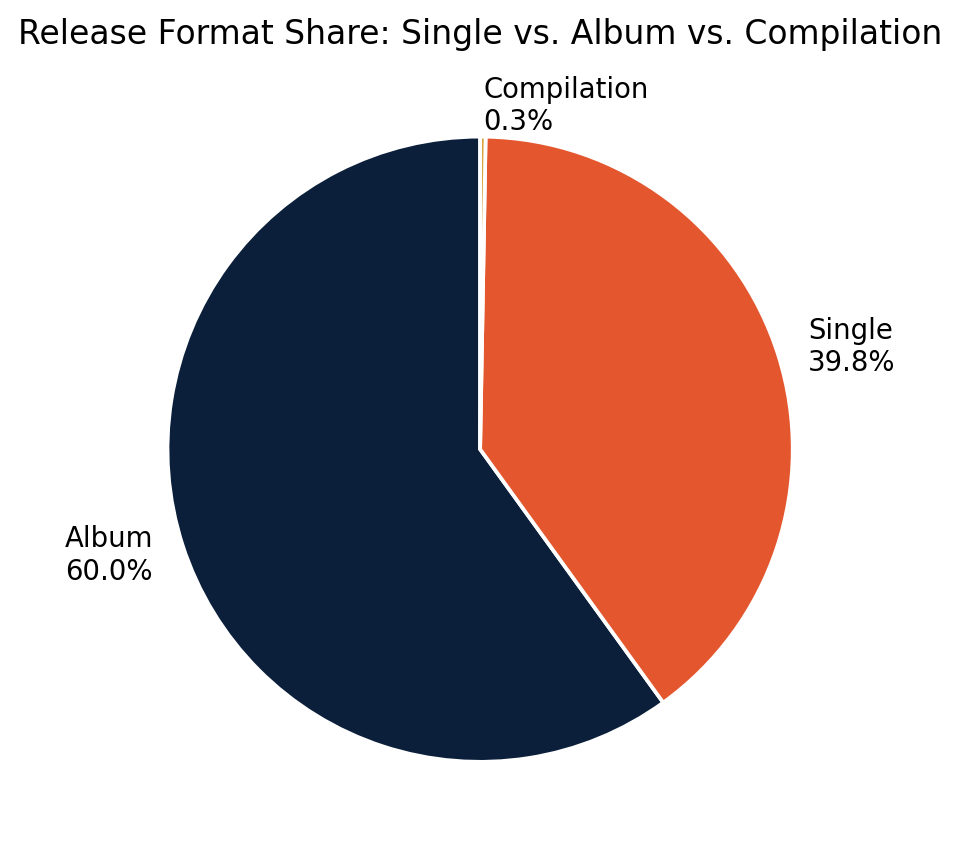 Release Format Share: Single vs. Album vs. Compilation
Compilation
0.3%
Single
39.8%
Album
60.0%